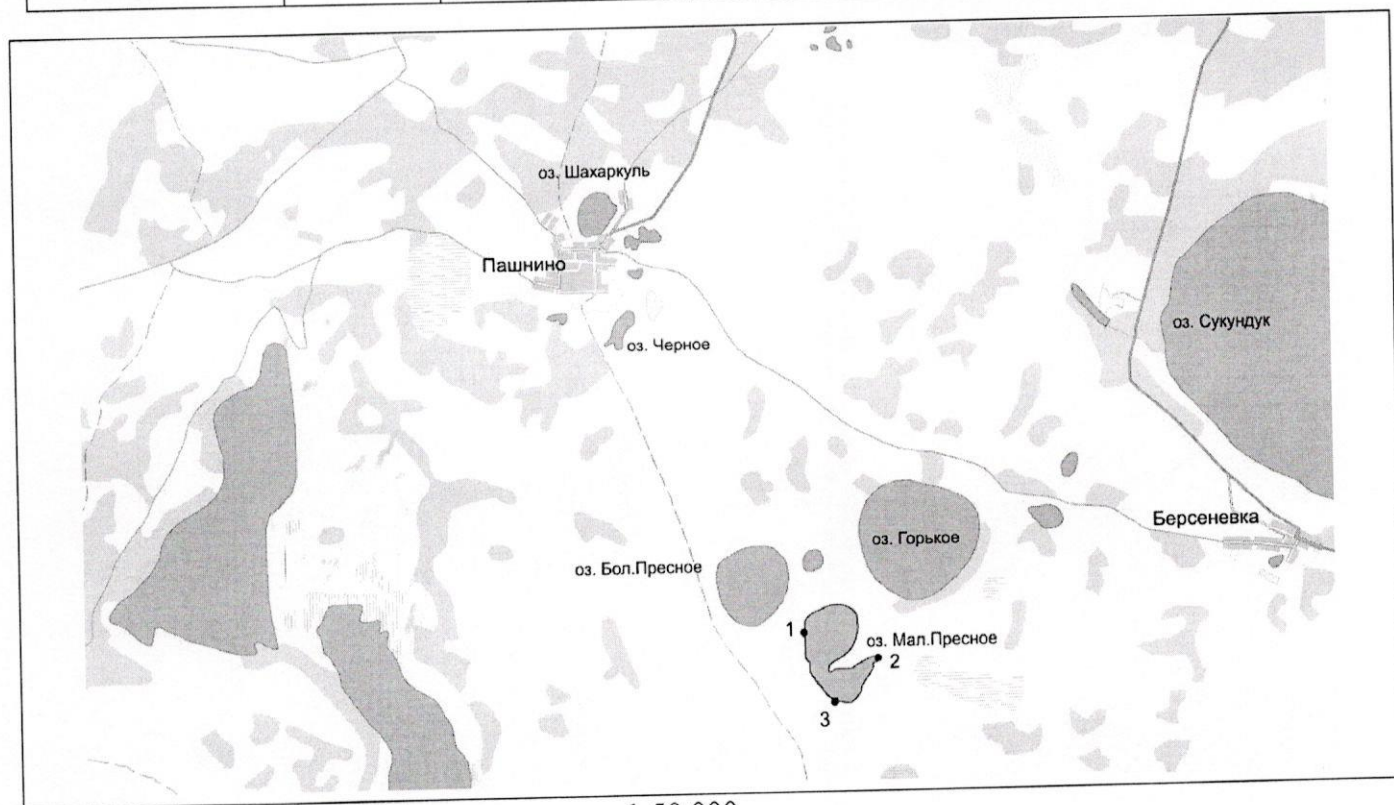 оз. Шахаркуль
Пашнино
оз. Сукундук
оз. Черное
Берсеневка
оз. Горькое
оз. Бол.Пресное
1
оз. Мал.Пресное
2
3